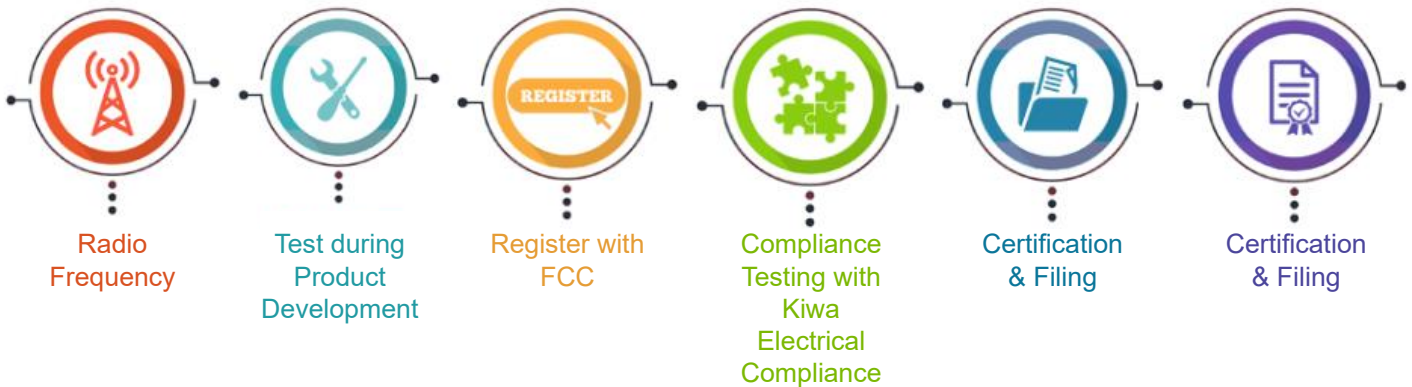 REGISTER
Radio
Frequency
Test during
Product
Development
Register with
FCC
Compliance
Testing with
Kiwa
Electrical
Compliance
Certification
& Filing
Certification
& Filing